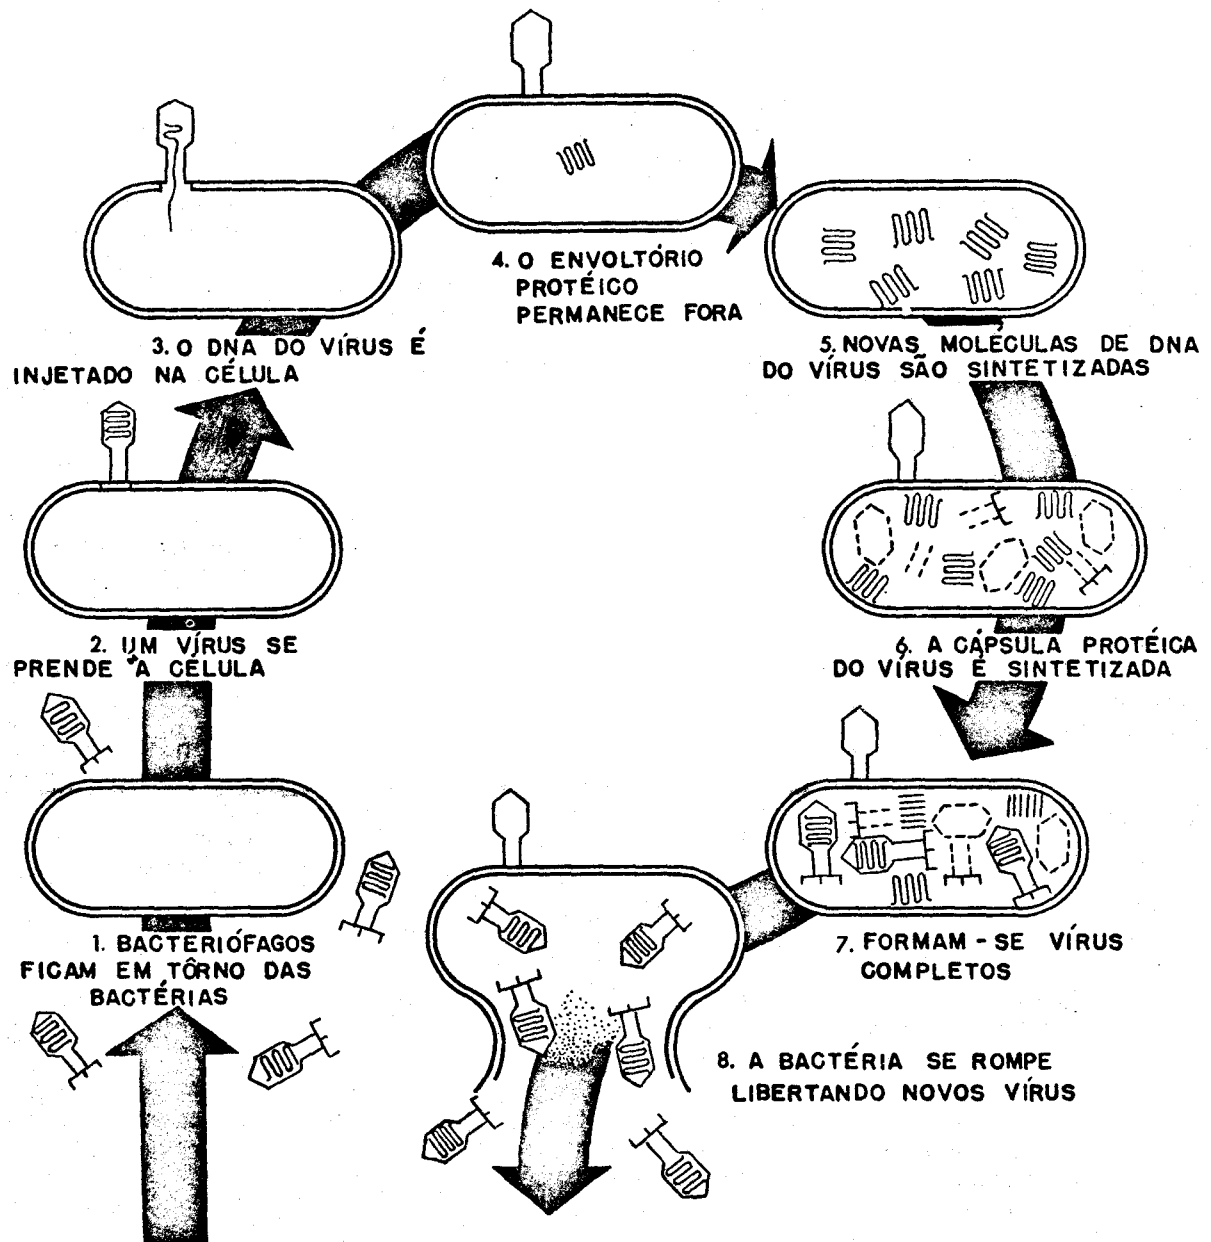 1. BACTERIÓFAGOS
FICAM EM TÔRNO DAS
BACTÉRIAS
2. UM VÍRUS SE
PRENDE À CÉLULA
3. O DNA DO VÍRUS É
INJETADO NA CÉLULA
4. O ENVOLTÓRIO
PROTÉICO
PERMANECE FORA
5. NOVAS MOLÉCULAS DE DNA
DO VÍRUS SÃO SINTETIZADAS
6. A CÁPSULA PROTÉICA
DO VÍRUS É SINTETIZADA
7. FORMAM-SE VÍRUS
COMPLETOS
8. A BACTÉRIA SE ROMPE
LIBERTANDO NOVOS VÍRUS